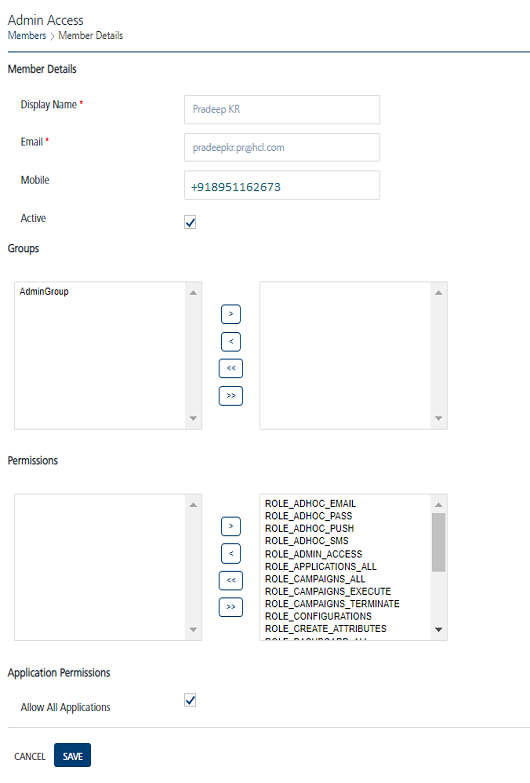 Admin Access
Members > Member Details
Member Details
Display Name *
Pradeep KR
Email *
pradeepkr.pr@hcl.com
Mobile
+918951162673
Active
Groups
AdminGroup
>
<
<<
>>
Permissions
>
<
<<
>>
ROLE_ADHOC_EMAIL
ROLE_ADHOC_PASS
ROLE_ADHOC_PUSH
ROLE_ADHOC_SMS
ROLE_ADMIN_ACCESS
ROLE_APPLICATIONS_ALL
ROLE_CAMPAIGNS_ALL
ROLE_CAMPAIGNS_EXECUTE
ROLE_CAMPAIGNS_TERMINATE
ROLE_CONFIGURATIONS
ROLE_CREATE_ATTRIBUTES
Application Permissions
Allow All Applications
CANCEL SAVE